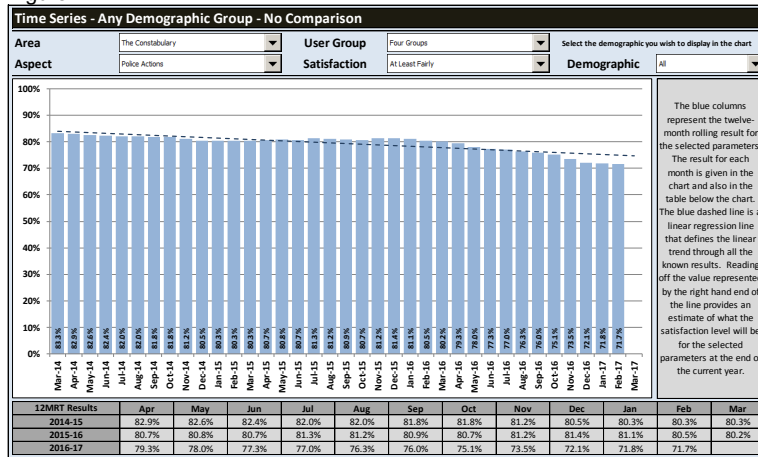 Time Series - Any Demographic Group - No Comparison
Area The Constabulary User Group Four Groups Select the demographic you wish to display in the chart
Aspect Police Actions Satisfaction At Least Fairly Demographic All
100%
90%
80%
70%
60%
50%
40%
30%
20%
10%
0%
83.3% 82.9% 82.6% 82.4% 82.0% 82.0% 81.8% 81.8% 81.2% 80.5% 80.3% 80.3% 80.3% 80.7% 80.8% 80.7% 81.3% 81.2% 80.9% 80.7% 81.2% 81.4% 81.1% 80.5% 80.2% 79.3% 78.0% 77.3% 77.0% 76.3% 76.0% 75.1% 73.5% 72.1% 71.8% 71.7%
Mar-14 Apr-14 May-14 Jun-14 Jul-14 Aug-14 Sep-14 Oct-14 Nov-14 Dec-14 Jan-15 Feb-15 Mar-15 Apr-15 May-15 Jun-15 Jul-15 Aug-15 Sep-15 Oct-15 Nov-15 Dec-15 Jan-16 Feb-16 Mar-16 Apr-16 May-16 Jun-16 Jul-16 Aug-16 Sep-16 Oct-16 Nov-16 Dec-16 Jan-17 Feb-17 Mar-17
The blue columns
represent the twelve-
month rolling result for
the selected parameters
The result for each
month is given in the
chart and also in the
table below the chart.
The blue dashed line is a
linear regression line
that defines the linear
trend through all the
known results. Reading
off the value represented
by the right hand end of
the line provides an
estimate of what the
satisfaction level will be
for the selected
parameters at the end of
the current year.
12MRT Results Apr May Jun Jul Aug Sep Oct Nov Dec Jan Feb Mar
2014-15 82.9% 82.6% 82.4% 82.0% 82.0% 81.8% 81.8% 81.2% 80.5% 80.3% 80.3% 80.3%
2015-16 80.7% 80.8% 80.7% 81.3% 81.2% 80.9% 80.7% 81.2% 81.4% 81.1% 80.5% 80.2%
2016-17 79.3% 78.0% 77.3% 77.0% 76.3% 76.0% 75.1% 73.5% 72.1% 71.8% 71.7%